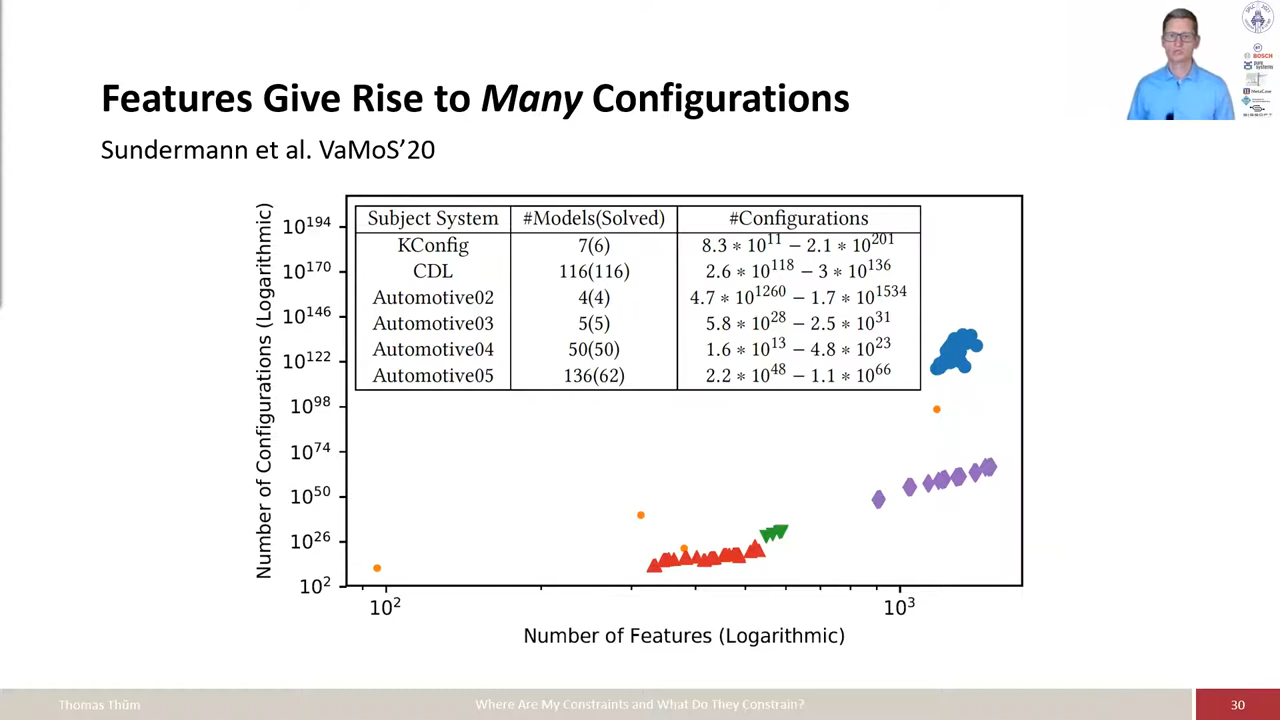 Features Give Rise to Many Configurations
Sundermann et al. VaMoS’20
BOSCH
Number of Configurations (Logarithmic)
10^194
10^170
10^146
10^122
10^98
10^74
10^50
10^26
10^2
Subject System #Models(Solved) #Configurations
KConfig 7(6) 8.3 ∗ 10^11 − 2.1 ∗ 10^201
CDL 116(116) 2.6 ∗ 10^118 − 3 ∗ 10^136
Automotive02 4(4) 4.7 ∗ 10^1260 − 1.7 ∗ 10^1534
Automotive03 5(5) 5.8 ∗ 10^28 − 2.5 ∗ 10^31
Automotive04 50(50) 1.6 ∗ 10^13 − 4.8 ∗ 10^23
Automotive05 136(62) 2.2 ∗ 10^48 − 1.1 ∗ 10^66
10^2 10^3
Number of Features (Logarithmic)
Thomas Thüm Where Are My Constraints and What Do They Constrain? 30